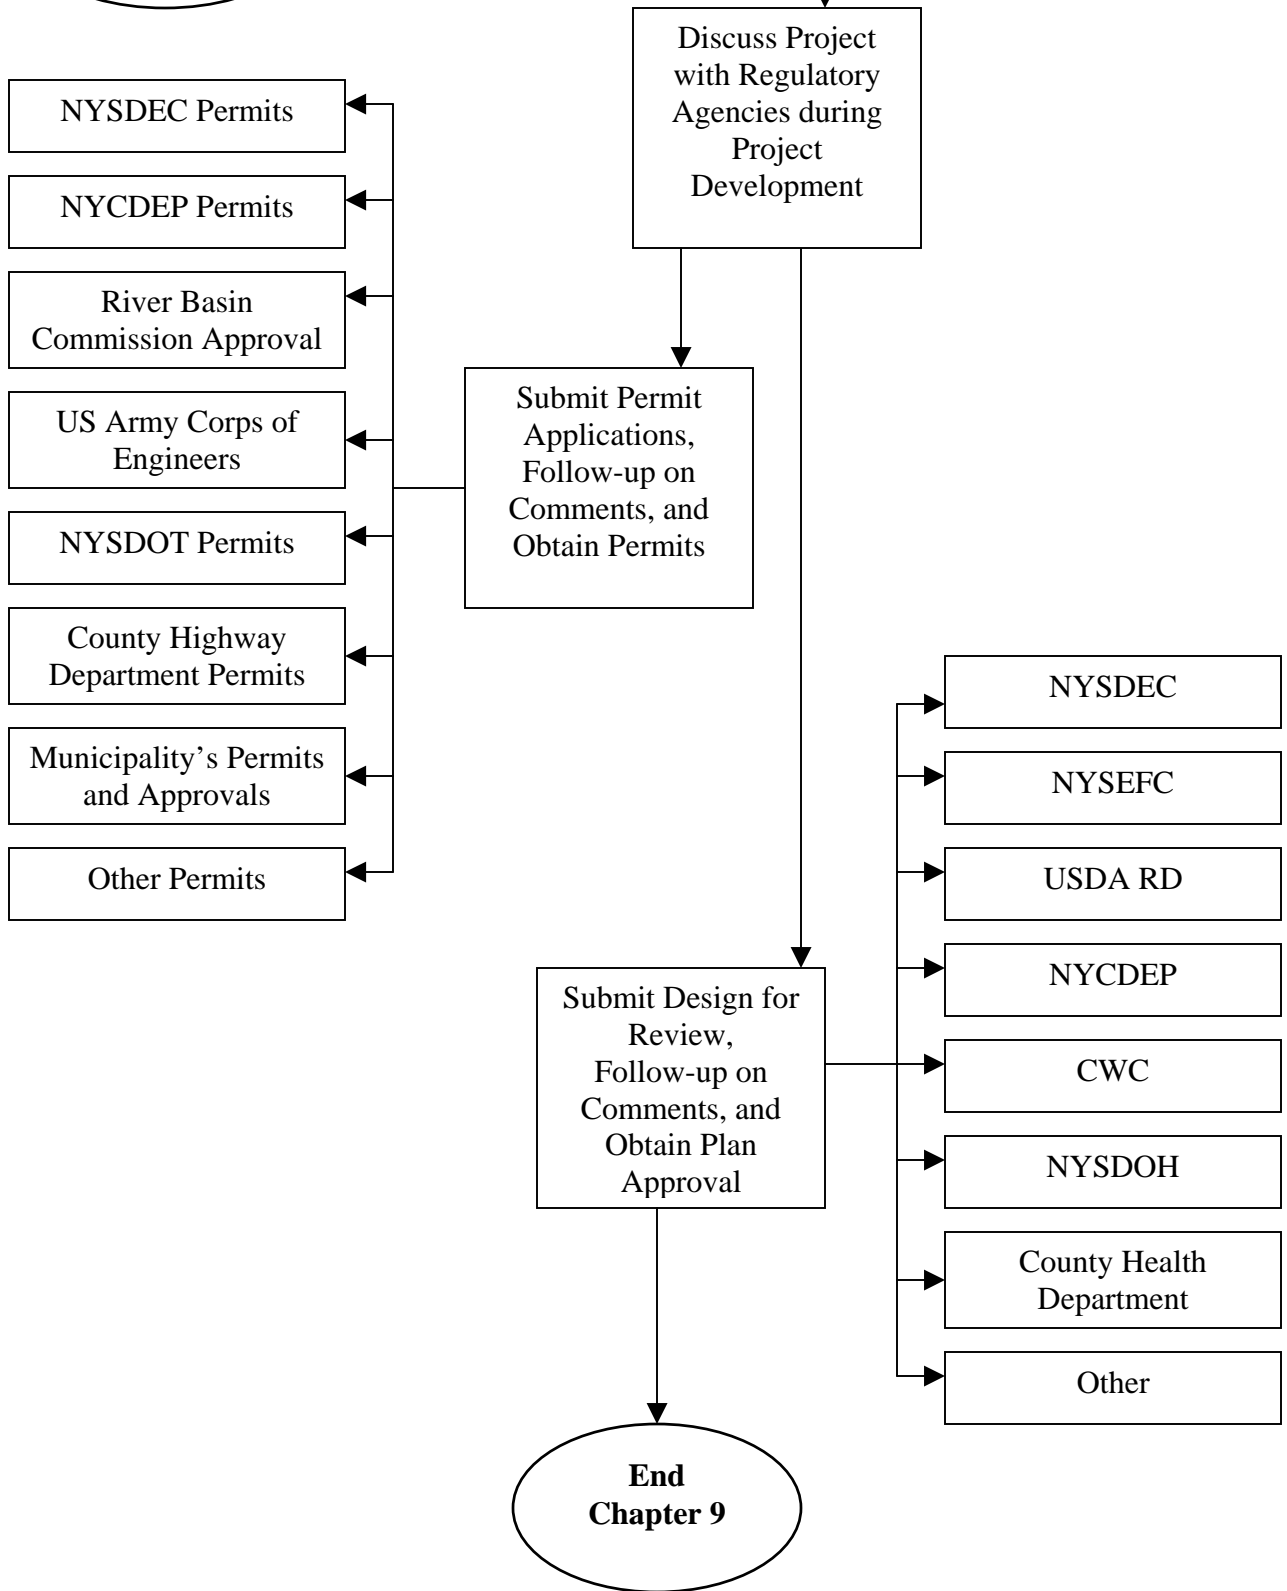 Discuss Project
with Regulatory
Agencies during
Project
Development
NYSDEC Permits
NYCDEP Permits
River Basin
Commission Approval
US Army Corps of
Engineers
NYSDOT Permits
County Highway
Department Permits
Municipality’s Permits
and Approvals
Other Permits
Submit Permit
Applications,
Follow-up on
Comments, and
Obtain Permits
NYSDEC
NYSEFC
USDA RD
NYCDEP
CWC
NYSDOH
County Health
Department
Other
Submit Design for
Review,
Follow-up on
Comments, and
Obtain Plan
Approval
End
Chapter 9